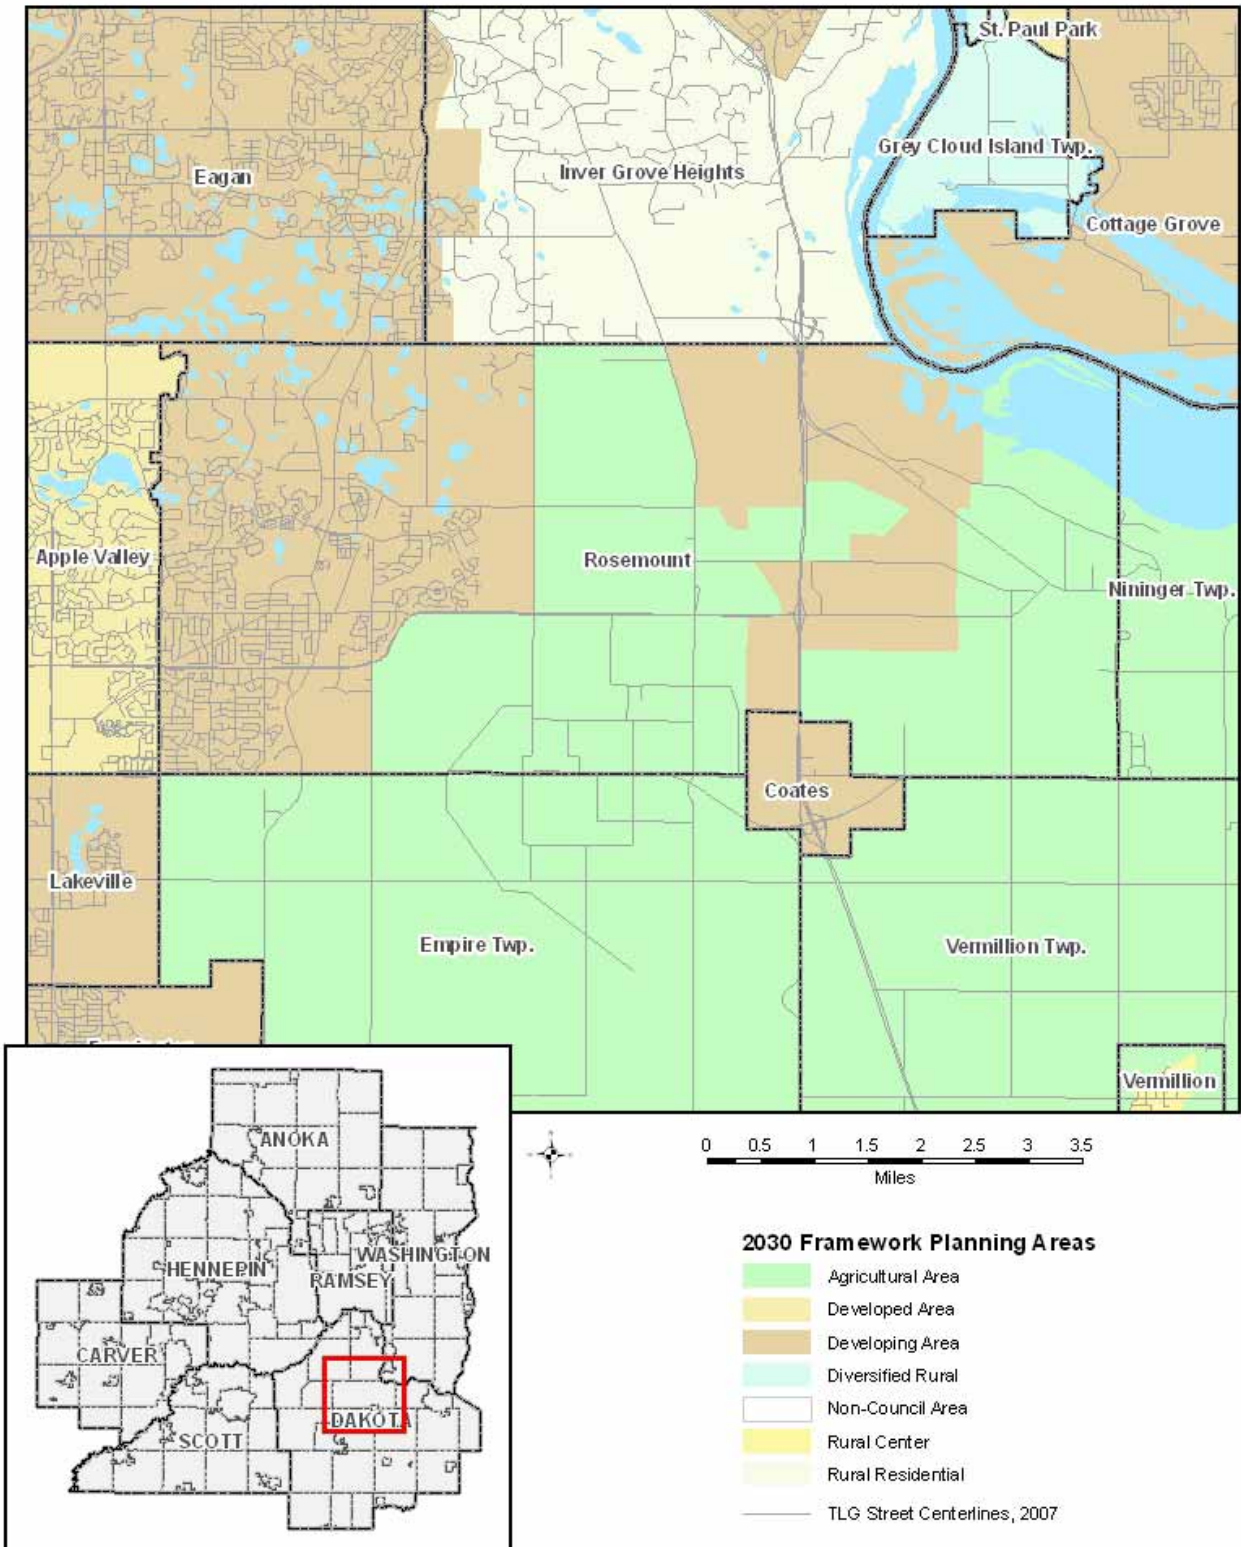 St. Paul Park
Grey Cloud Island Twp.
Eagan
Inver Grove Heights
Cottage Grove
Apple Valley
Rosemount
Nininger Twp.
Coates
Lakeville
Empire Twp.
Vermillion Twp.
Vermillion
ANOKA
WASHINGTON
HENNEPIN
RAMSEY
CARVER
DAKOTA
SCOTT
0 0.5 1 1.5 2 2.5 3 3.5
Miles
2030 Framework Planning Areas
Agricultural Area
Developed Area
Developing Area
Diversified Rural
Non-Council Area
Rural Center
Rural Residential
TLG Street Centerlines, 2007